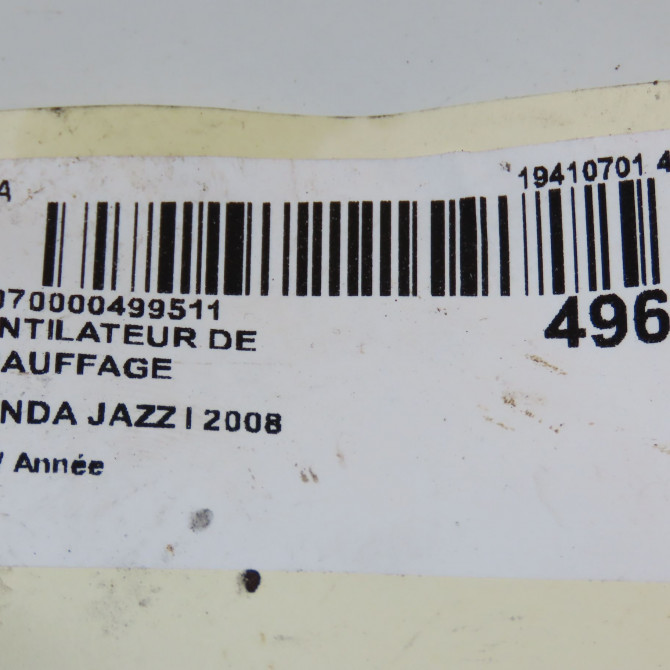 A
19410701 4
070000499511
496
NTILATEUR DE
AUFFAGE
NDA JAZZ I 2008
/ Année